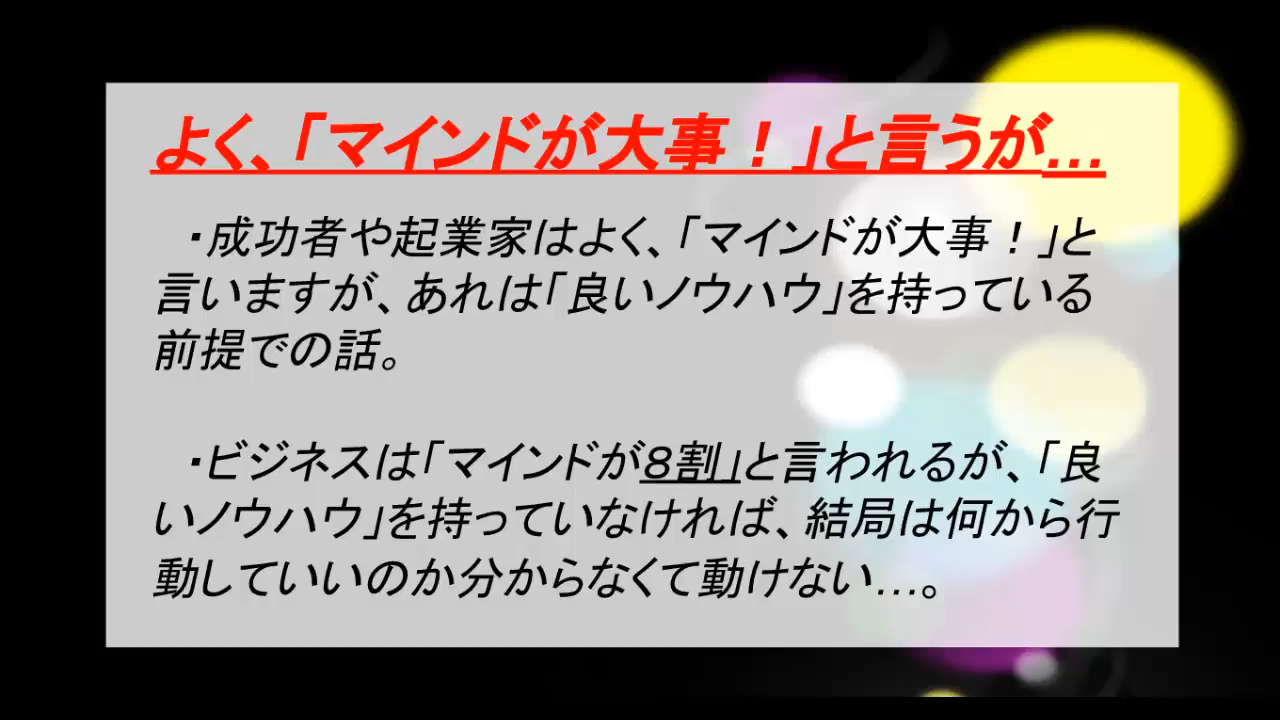 よく、「マインドが大事！」と言うが…
・成功者や起業家はよく、「マインドが大事！」と
言いますが、あれは「良いノウハウ」を持っている
前提での話。
・ビジネスは「マインドが８割」と言われるが、「良
いノウハウ」を持っていなければ、結局は何から行
動していいのか分からなくて動けない…。